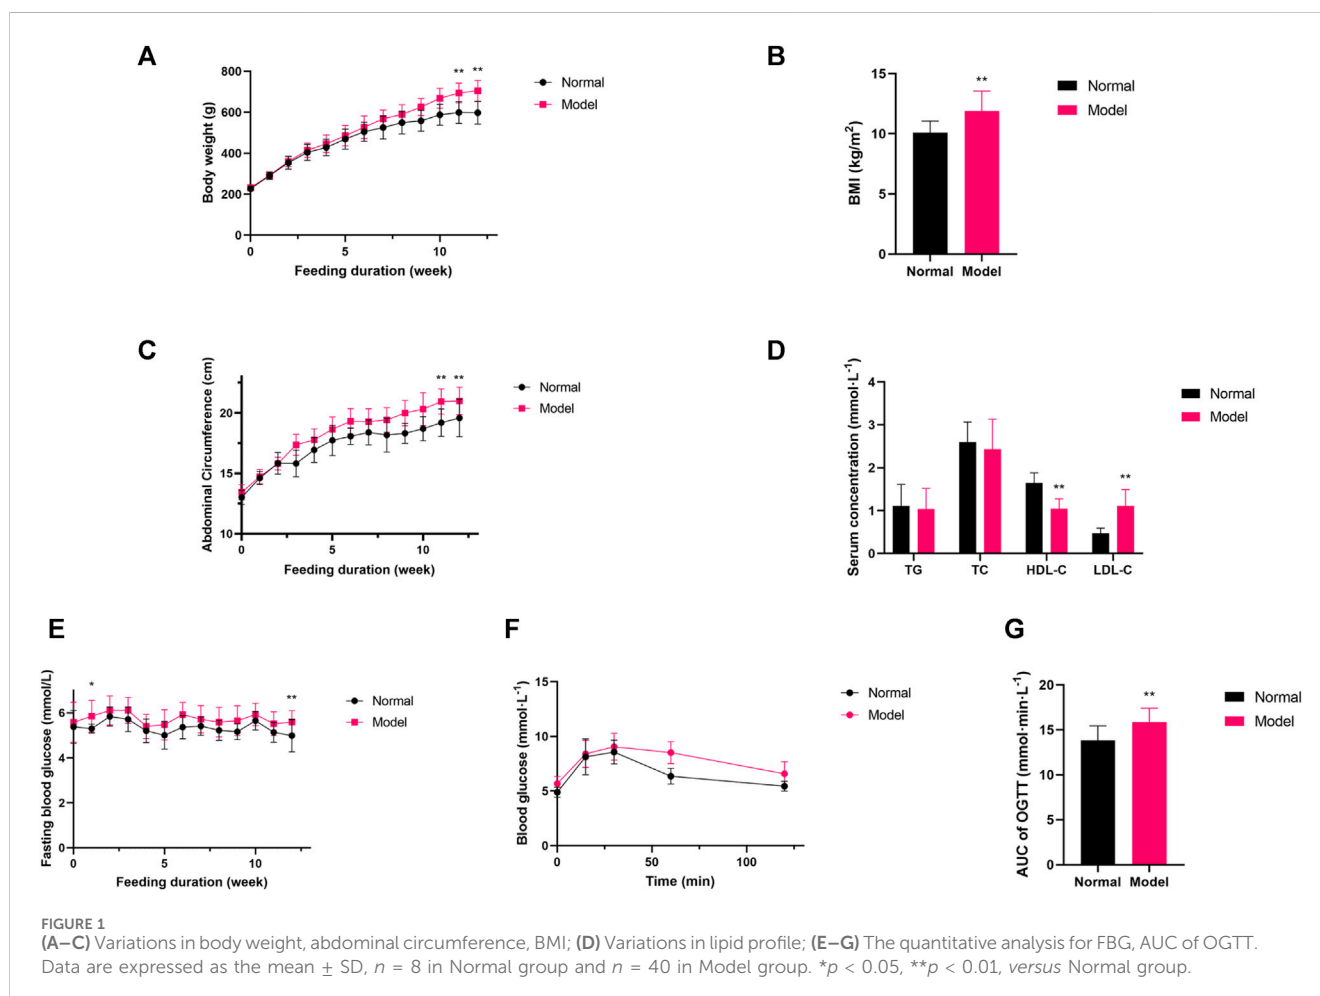 A
800
600
400
200
0
Body weight (g)
** **
0 5 10
Feeding duration (week)
Normal
Model
B
15
10
5
0
BMI (kg/m²)
**
Normal Model
Normal
Model
C
20
15
10
Abdominal Circumference (cm)
** **
0 5 10
Feeding duration (week)
Normal
Model
D
4
3
2
1
0
Serum concentration (mmol·L⁻¹)
** **
TG TC HDL-C LDL-C
Normal
Model
E
6
4
2
0
Fasting blood glucose (mmol/L)
* **
0 5 10
Feeding duration (week)
Normal
Model
F
15
10
5
0
Blood glucose (mmol·L⁻¹)
0 50 100
Time (min)
Normal
Model
G
20
15
10
5
0
AUC of OGTT (mmol·min·L⁻¹)
**
Normal Model
Normal
Model
FIGURE 1
(A–C) Variations in body weight, abdominal circumference, BMI; (D) Variations in lipid profile; (E–G) The quantitative analysis for FBG, AUC of OGTT.
Data are expressed as the mean ± SD, n = 8 in Normal group and n = 40 in Model group. *p < 0.05, **p < 0.01, versus Normal group.